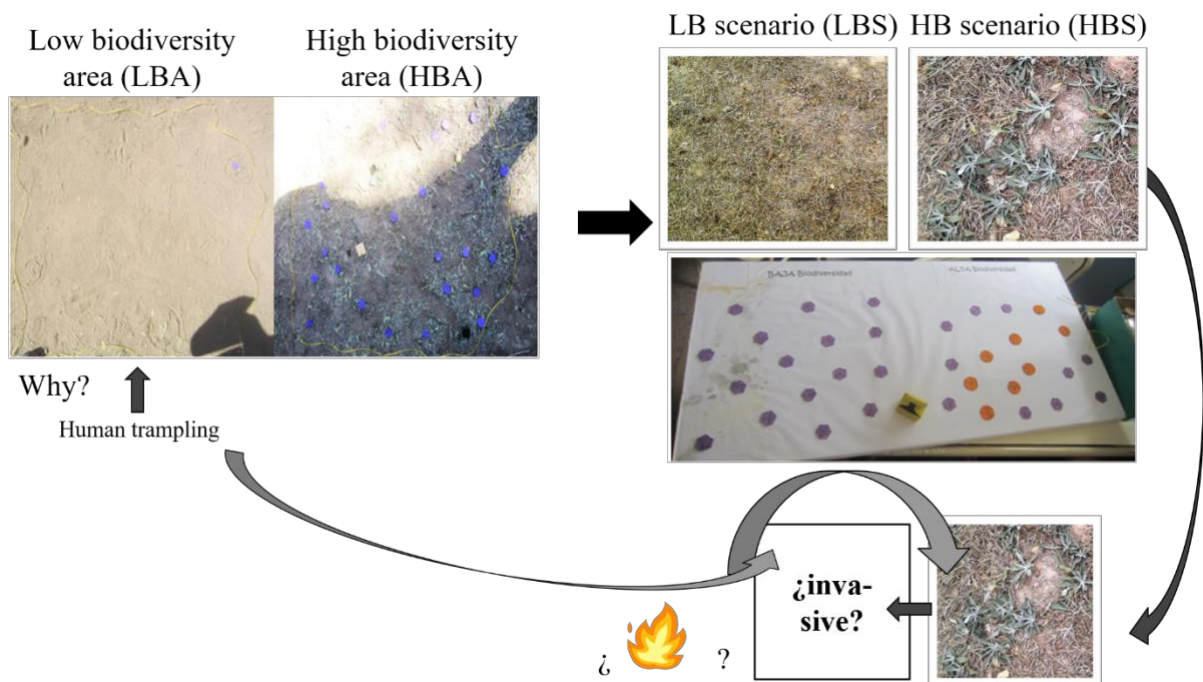 Low biodiversity
area (LBA)
High biodiversity
area (HBA)
LB scenario (LBS)
HB scenario (HBS)
BAJA Biodiversidad
ALTA Biodiversidad
Why?
Human trampling
¿inva-
sive?
¿ ?